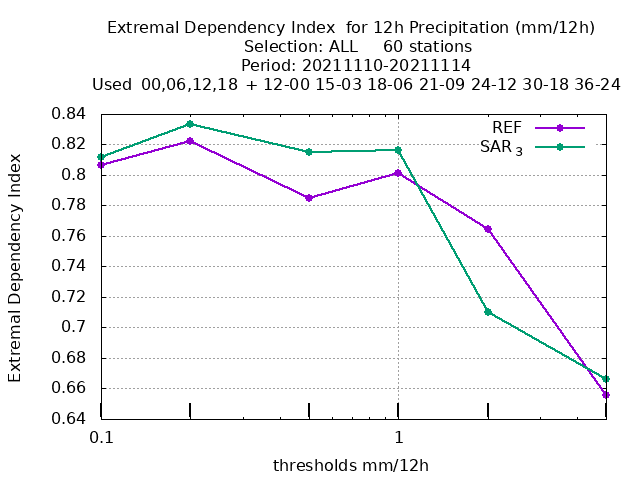 Extremal Dependency Index  for 12h Precipitation (mm/12h)
Selection: ALL     60 stations
Period: 20211110-20211114
Used  00,06,12,18  + 12-00 15-03 18-06 21-09 24-12 30-18 36-24
REF
SAR 3
Extremal Dependency Index
0.84
0.82
0.8
0.78
0.76
0.74
0.72
0.7
0.68
0.66
0.64
0.1
1
thresholds mm/12h